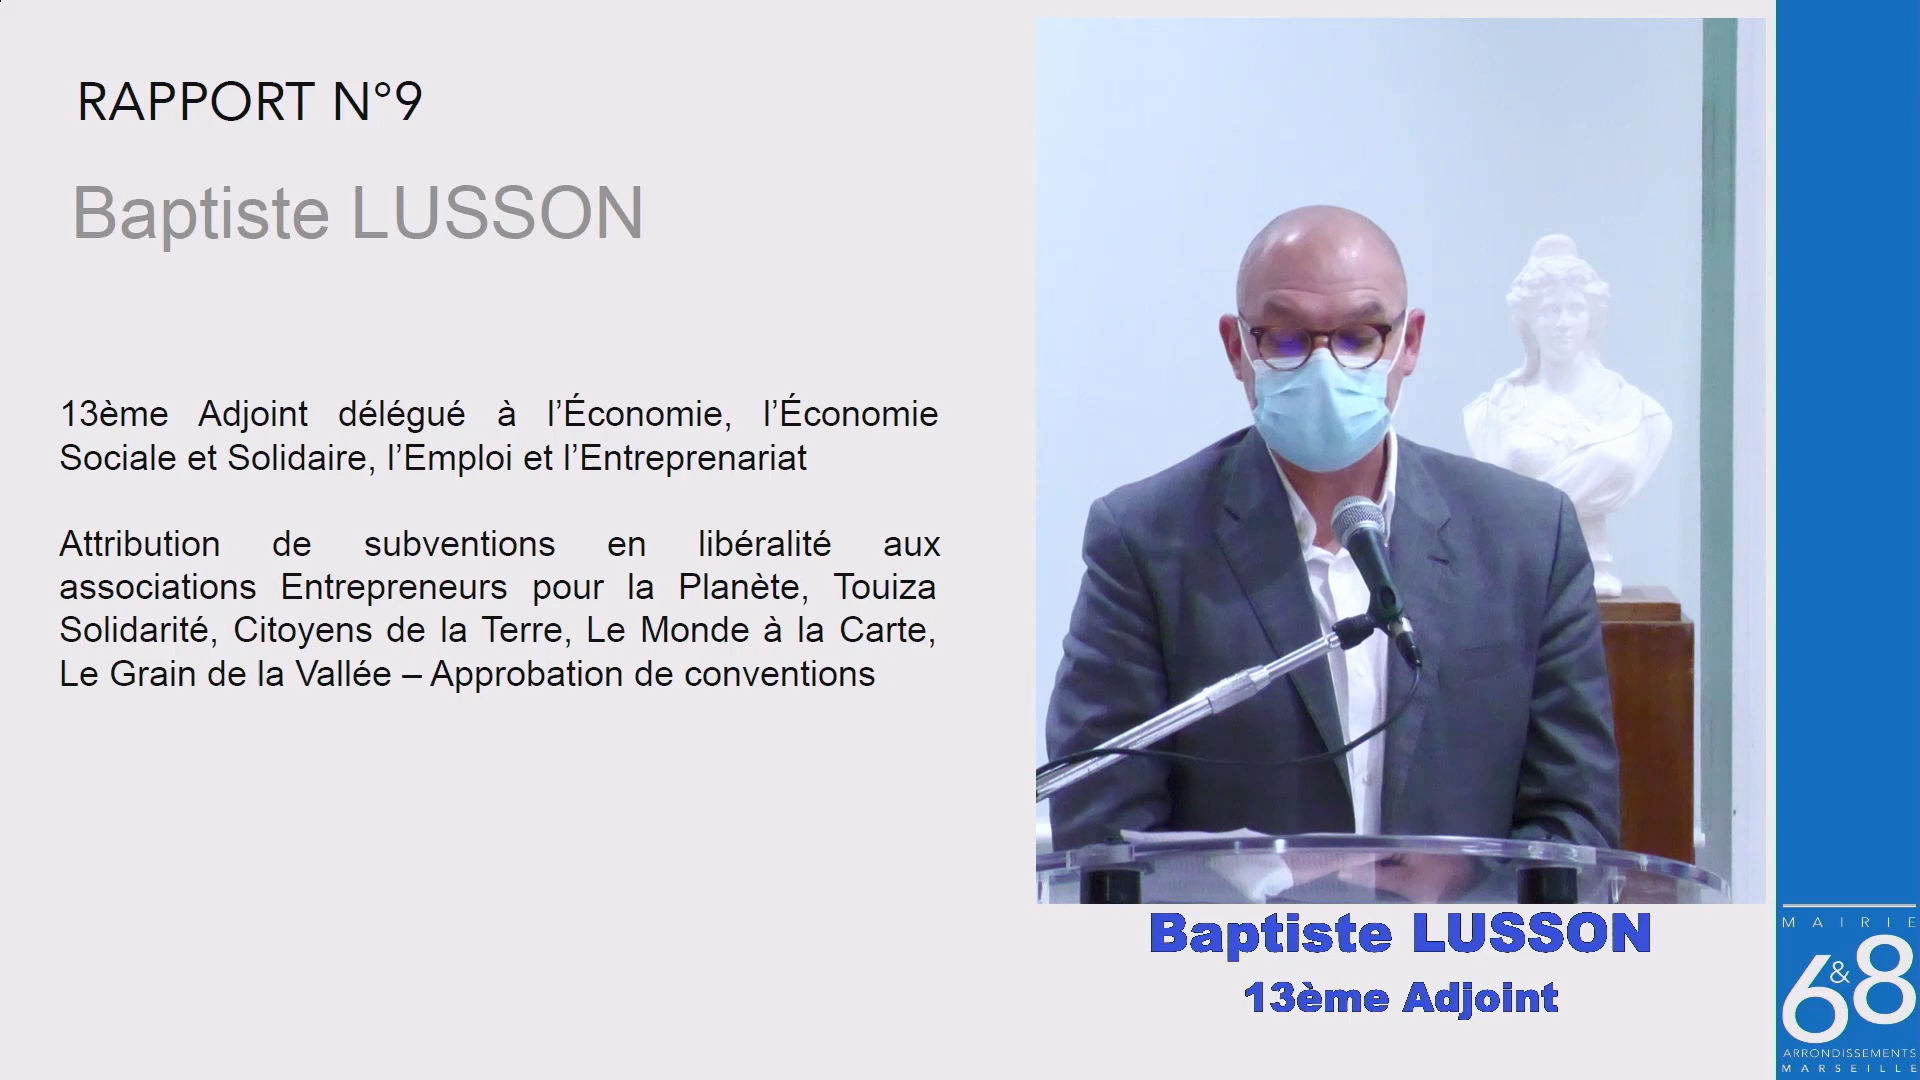 RAPPORT N°9
Baptiste LUSSON
13ème Adjoint délégué à l’Économie, l’Économie
Sociale et Solidaire, l’Emploi et l’Entreprenariat
Attribution de subventions en libéralité aux
associations Entrepreneurs pour la Planète, Touiza
Solidarité, Citoyens de la Terre, Le Monde à la Carte,
Le Grain de la Vallée – Approbation de conventions
Baptiste LUSSON
13ème Adjoint
MAIRIE
6&8
ARRONDISSEMENTS
MARSEILLE